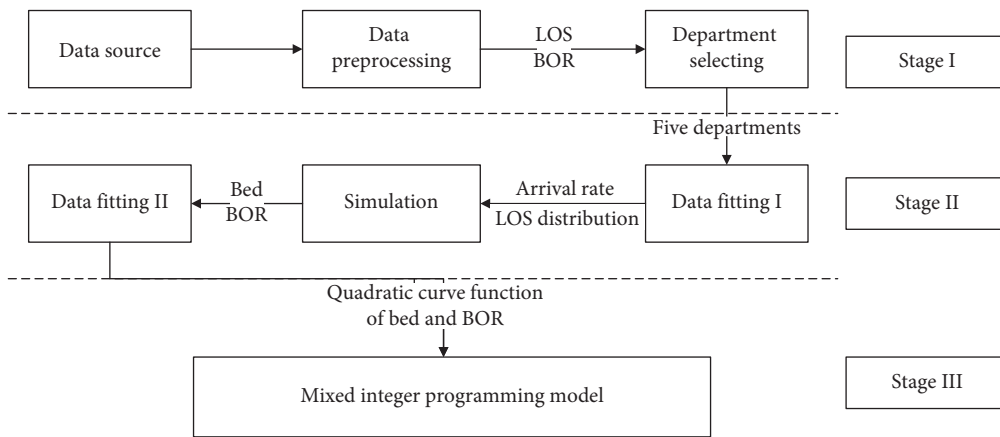 Data source
Data
preprocessing
LOS
BOR
Department
selecting
Stage I
Five departments
Data fitting II
Bed
BOR
Simulation
Arrival rate
LOS distribution
Data fitting I
Stage II
Quadratic curve function
of bed and BOR
Mixed integer programming model
Stage III